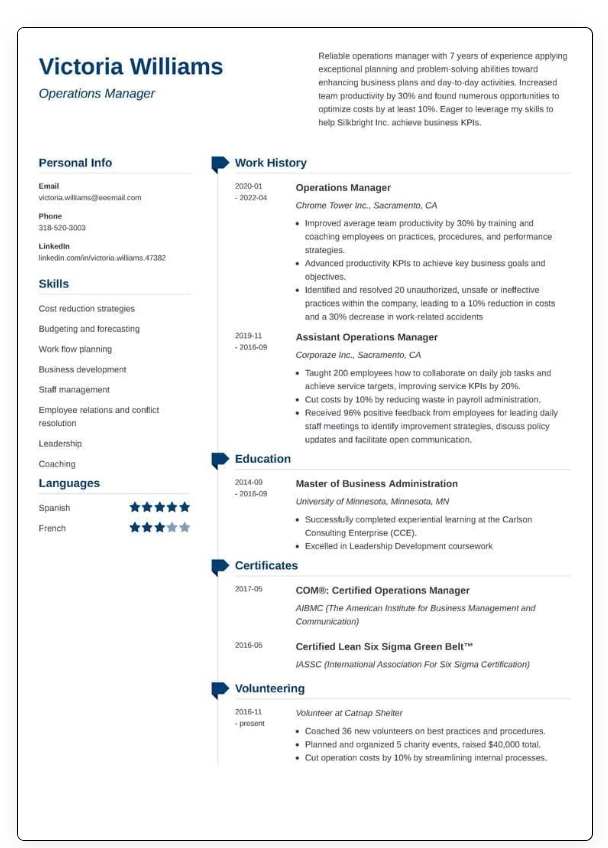 Victoria Williams
Operations Manager
Reliable operations manager with 7 years of experience applying
exceptional planning and problem-solving abilities toward
enhancing business plans and day-to-day activities. Increased
team productivity by 30% and found numerous opportunities to
optimize costs by at least 10%. Eager to leverage my skills to
help Silkbright Inc. achieve business KPIs.
Personal Info
Email
victoria.williams@eeemail.com
Phone
318-520-3003
LinkedIn
linkedin.com/in/victoria.williams.47382
Skills
Cost reduction strategies
Budgeting and forecasting
Work flow planning
Business development
Staff management
Employee relations and conflict
resolution
Leadership
Coaching
Languages
Spanish
French
Work History
2020-01
- 2022-04
Operations Manager
Chrome Tower Inc., Sacramento, CA
• Improved average team productivity by 30% by training and
coaching employees on practices, procedures, and performance
strategies.
• Advanced productivity KPIs to achieve key business goals and
objectives.
• Identified and resolved 20 unauthorized, unsafe or ineffective
practices within the company, leading to a 10% reduction in costs
and a 30% decrease in work-related accidents
2019-11
- 2016-09
Assistant Operations Manager
Corporaze Inc., Sacramento, CA
• Taught 200 employees how to collaborate on daily job tasks and
achieve service targets, improving service KPIs by 20%.
• Cut costs by 10% by reducing waste in payroll administration.
• Received 96% positive feedback from employees for leading daily
staff meetings to identify improvement strategies, discuss policy
updates and facilitate open communication.
Education
2014-09
- 2016-09
Master of Business Administration
University of Minnesota, Minnesota, MN
• Successfully completed experiential learning at the Carlson
Consulting Enterprise (CCE).
• Excelled in Leadership Development coursework
Certificates
2017-05
COM®: Certified Operations Manager
AIBMC (The American Institute for Business Management and
Communication)
2016-05
Certified Lean Six Sigma Green Belt™
IASSC (International Association For Six Sigma Certification)
Volunteering
2016-11
- present
Volunteer at Catnap Shelter
• Coached 36 new volunteers on best practices and procedures.
• Planned and organized 5 charity events, raised $40,000 total.
• Cut operation costs by 10% by streamlining internal processes.